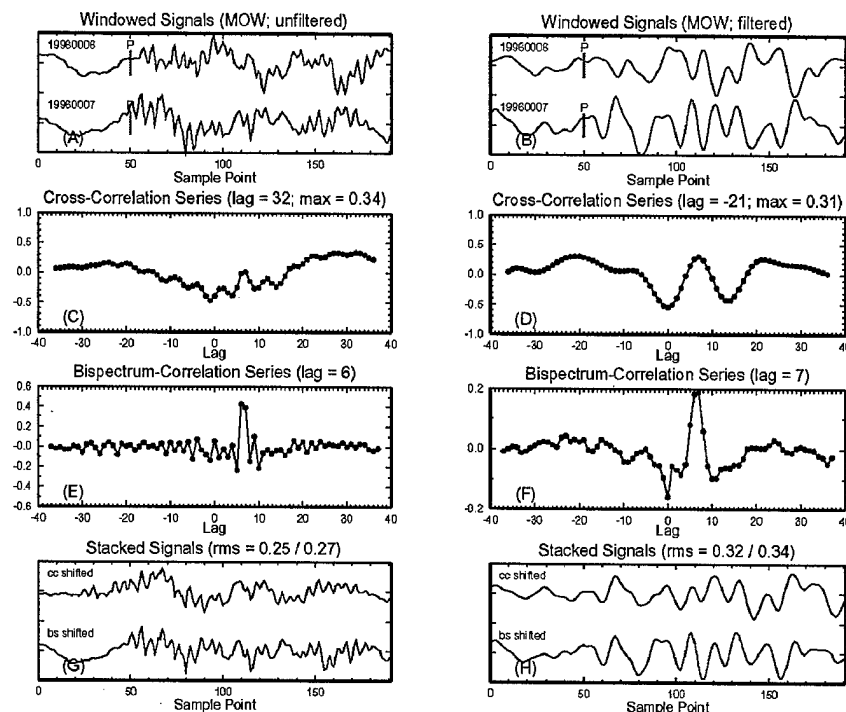 Windowed Signals (MOW; unfiltered)
19960006
P
19960007
P
(A)
0 50 100 150
Sample Point
Windowed Signals (MOW; filtered)
19960006
P
19960007
P
(B)
0 50 100 150
Sample Point
Cross-Correlation Series (lag = 32; max = 0.34)
1.0
0.5
0.0
-0.5
-1.0
(C)
-40 -30 -20 -10 0 10 20 30 40
Lag
Cross-Correlation Series (lag = -21; max = 0.31)
1.0
0.5
0.0
-0.5
-1.0
(D)
-40 -30 -20 -10 0 10 20 30 40
Lag
Bispectrum-Correlation Series (lag = 6)
0.6
0.4
0.2
-0.0
-0.2
-0.4
-0.6
(E)
-40 -30 -20 -10 0 10 20 30 40
Lag
Bispectrum-Correlation Series (lag = 7)
0.2
0.0
-0.2
(F)
-40 -30 -20 -10 0 10 20 30 40
Lag
Stacked Signals (rms = 0.25 / 0.27)
cc shifted
bs shifted
(G)
0 50 100 150
Sample Point
Stacked Signals (rms = 0.32 / 0.34)
cc shifted
bs shifted
(H)
0 50 100 150
Sample Point